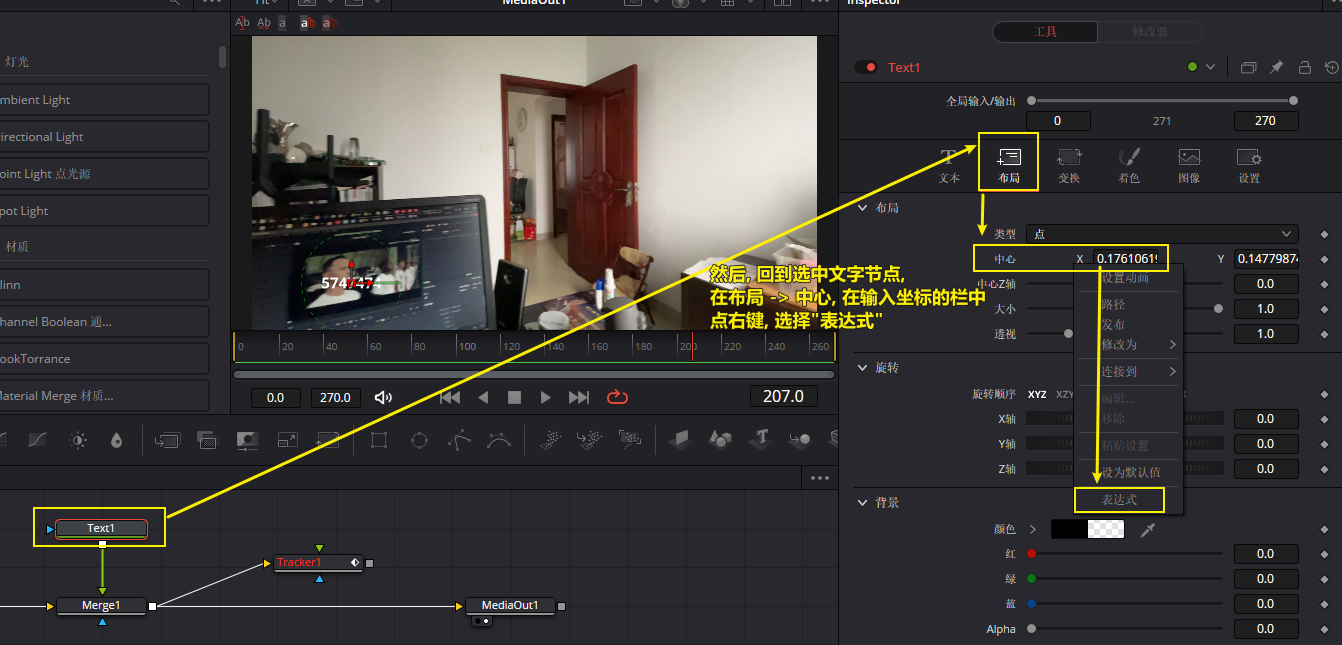 Fit
MediaOut1
Inspector
工具
修改器
灯光
mbient Light
irectional Light
oint Light 点光源
pot Light
材质
linn
hannel Boolean 通...
ookTorrance
laterial Merge 材质...
Text1
全局输入/输出
0
271
270
文本
布局
变换
着色
图像
设置
布局
类型
点
中心
X
0.1761061
Y
0.1477987
中心Z轴
0.0
大小
1.0
透视
1.0
设置动画
路径
发布
修改为
连接到
编辑...
移除
粘贴设置
设为默认值
表达式
574747
然后, 回到选中文字节点,
在布局 -> 中心, 在输入坐标的栏中
点右键, 选择"表达式"
0 20 40 60 80 100 120 140 160 180 200 220 240 260
0.0
270.0
207.0
旋转
旋转顺序
XYZ
XZY
X轴
0.0
Y轴
0.0
Z轴
0.0
背景
颜色
红
0.0
绿
0.0
蓝
0.0
Alpha
0.0
Text1
Tracker1
Merge1
MediaOut1